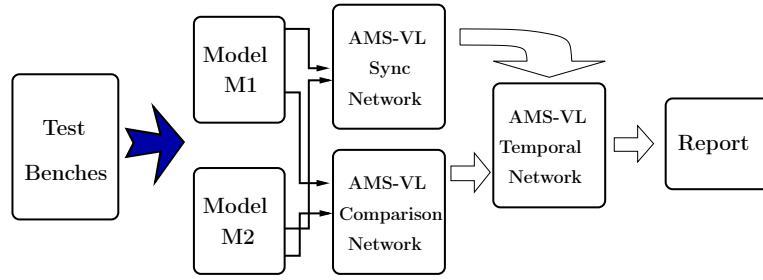 Test
Benches
Model
M1
Model
M2
AMS-VL
Sync
Network
AMS-VL
Comparison
Network
AMS-VL
Temporal
Network
Report